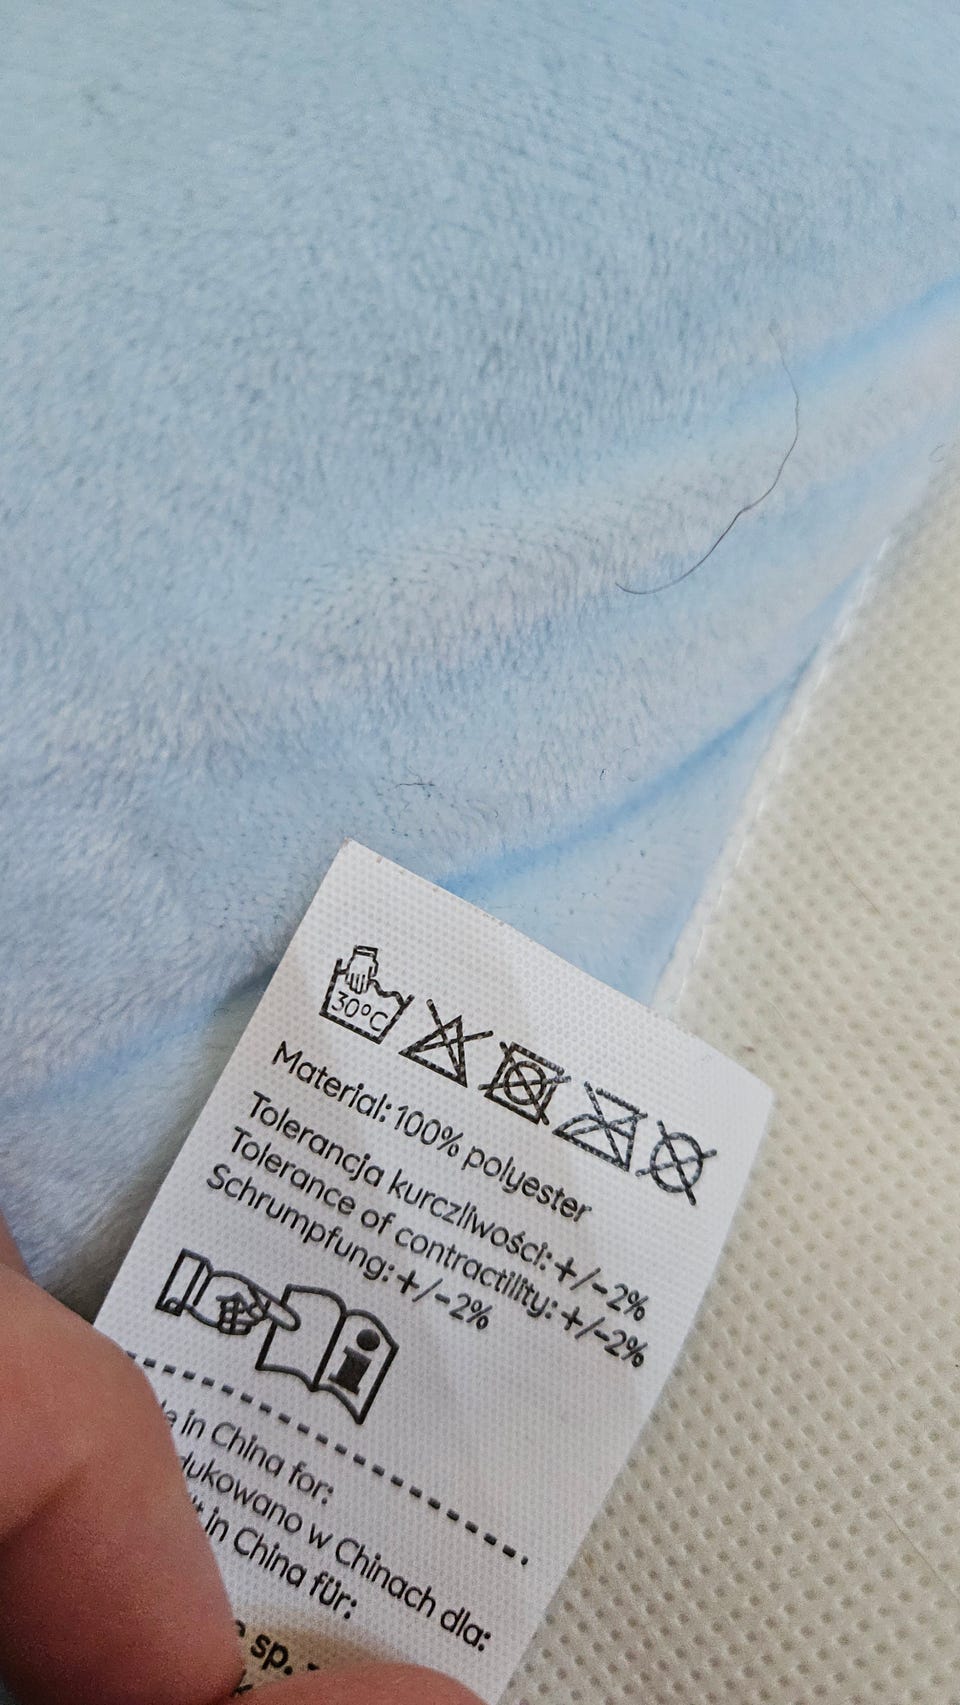 30°C
Material: 100% polyester
Tolerancja kurczliwości: +/-2%
Tolerance of contractility: +/-2%
Schrumpfung: +/-2%
in China for:
w Chinach dla:
in China für:
sp.